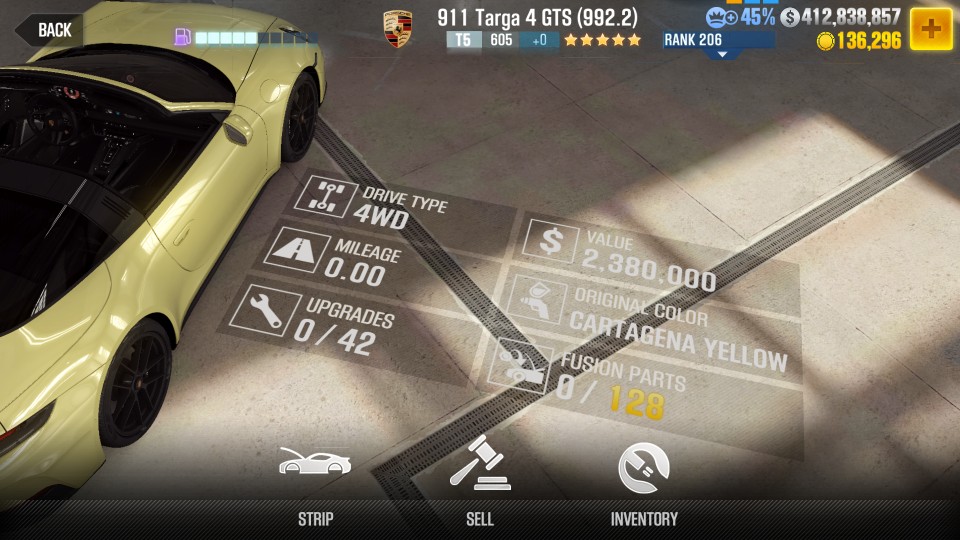 BACK
911 Targa 4 GTS (992.2)
T5 605 +0
45% 412,838,857
RANK 206
136,296
DRIVE TYPE
4WD
MILEAGE
0.00
UPGRADES
0 / 42
VALUE
2,380,000
ORIGINAL COLOR
CARTAGENA YELLOW
FUSION PARTS
0 / 128
STRIP
SELL
INVENTORY